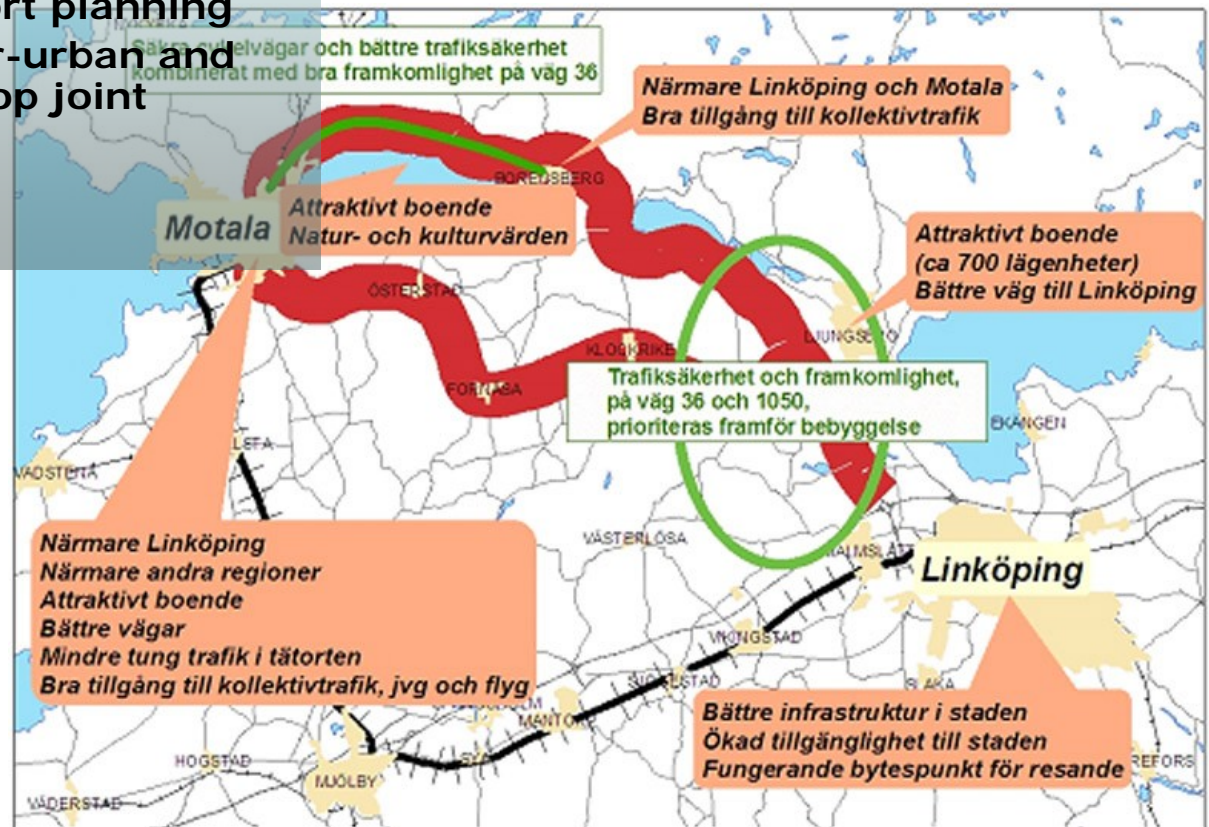 rt planning
r-urban and
op joint
Säkra cykelvägar och bättre trafiksäkerhet
kombinerat med bra framkomlighet på väg 36
Närmare Linköping och Motala
Bra tillgång till kollektivtrafik
BORENSBERG
Motala
Attraktivt boende
Natur- och kulturvärden
Attraktivt boende
(ca 700 lägenheter)
Bättre väg till Linköping
ÖSTERSTAD
LJUNGSBRO
KLOSKRIKE
FORNÅSA
Trafiksäkerhet och framkomlighet,
på väg 36 och 1050,
prioriteras framför bebyggelse
EKÄNGEN
VADSTENA
Närmare Linköping
Närmare andra regioner
Attraktivt boende
Bättre vägar
Mindre tung trafik i tätorten
Bra tillgång till kollektivtrafik, jvg och flyg
VÄSTERLÖSA
MALMSLÄTT
Linköping
VIKINGSTAD
MANTOR
Bättre infrastruktur i staden
Ökad tillgänglighet till staden
Fungerande bytespunkt för resande
HOGSTAD
MJÖLBY
REFORS
VÄDERSTAD